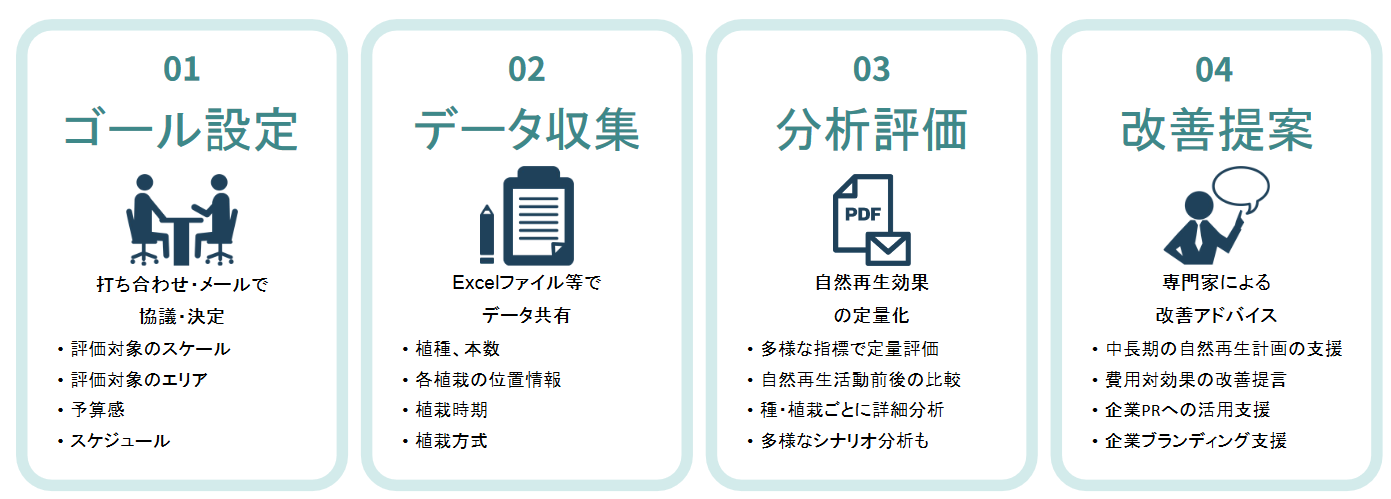 01
ゴール設定
打ち合わせ・メールで
協議・決定
• 評価対象のスケール
• 評価対象のエリア
• 予算感
• スケジュール
02
データ収集
Excelファイル等で
データ共有
• 植種、本数
• 各植栽の位置情報
• 植栽時期
• 植栽方式
03
分析評価
PDF
自然再生効果
の定量化
• 多様な指標で定量評価
• 自然再生活動前後の比較
• 種・植栽ごとに詳細分析
• 多様なシナリオ分析も
04
改善提案
専門家による
改善アドバイス
• 中長期の自然再生計画の支援
• 費用対効果の改善提言
• 企業PRへの活用支援
• 企業ブランディング支援